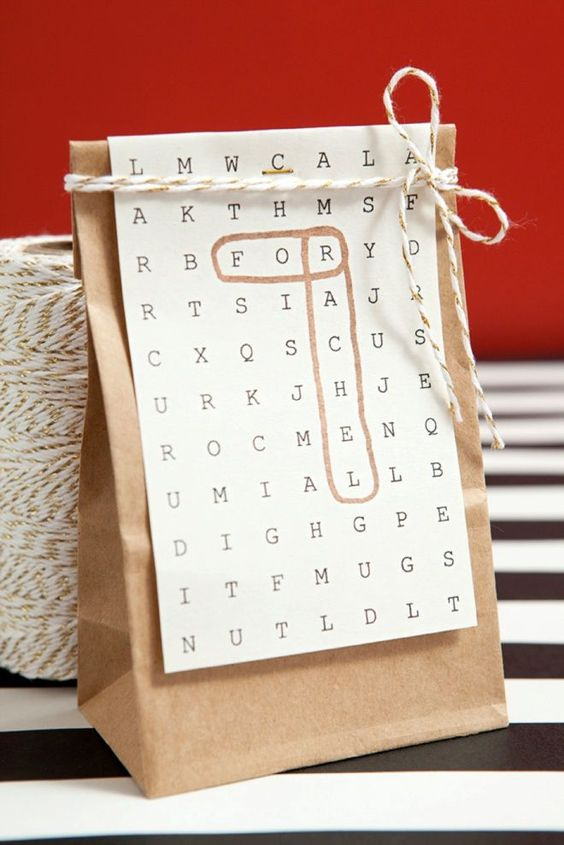 L M W C A L A
A K T H M S F
R B F O R Y D
R T S I A J R
C X Q S C U S
U R K J H J E
R O C M E N Q
U M I A L L B
D I G H G P E
I T F M U G S
N U T L D L T